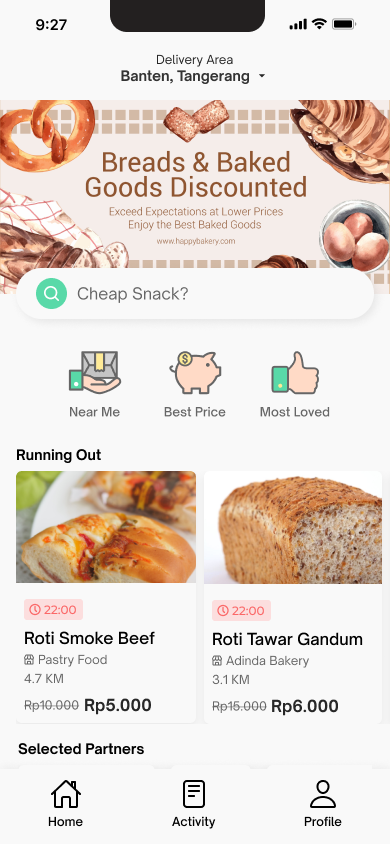 9:27
Delivery Area
Banten, Tangerang
Breads & Baked
Goods Discounted
Exceed Expectations at Lower Prices
Enjoy the Best Baked Goods
www.happybakery.com
Cheap Snack?
$
Near Me
Best Price
Most Loved
Running Out
22:00
Roti Smoke Beef
Pastry Food
4.7 KM
Rp10.000 Rp5.000
22:00
Roti Tawar Gandum
Adinda Bakery
3.1 KM
Rp15.000 Rp6.000
Selected Partners
Home
Activity
Profile